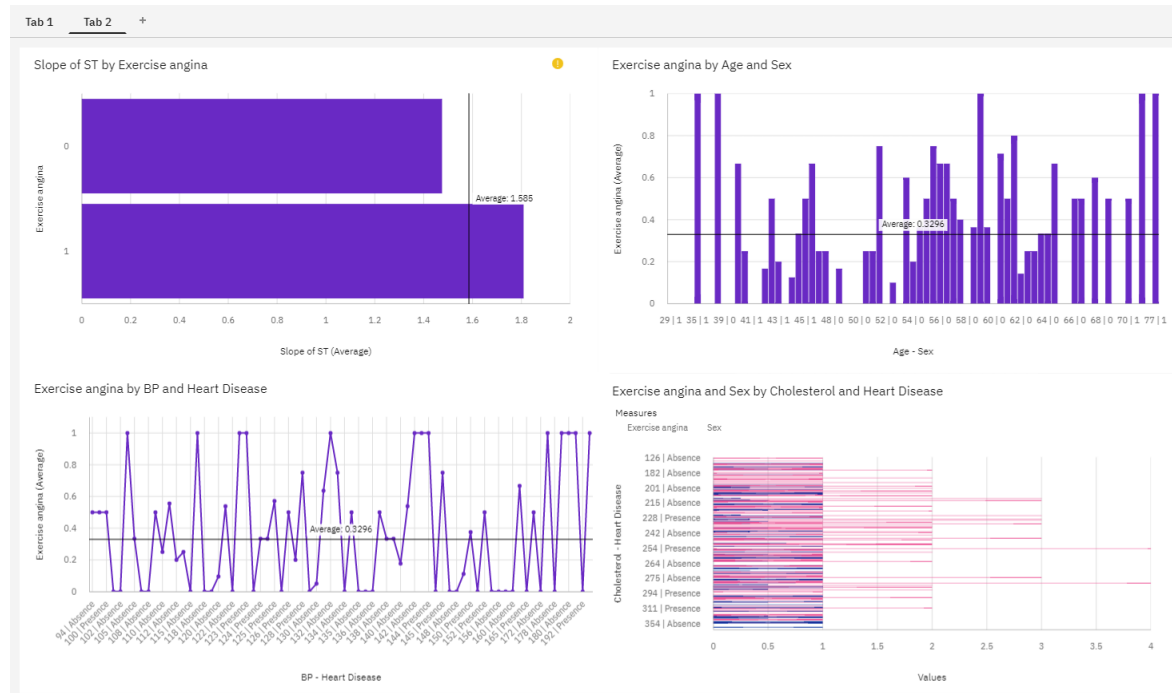 Tab 1 Tab 2 +
Slope of ST by Exercise angina
Exercise angina
0
1
Average: 1.585
0 0.2 0.4 0.6 0.8 1 1.2 1.4 1.6 1.8 2
Slope of ST (Average)
Exercise angina by Age and Sex
Exercise angina (Average)
1
0.8
0.6
0.4
0.2
0
Average: 0.3296
29 | 1 35 | 1 39 | 0 41 | 1 43 | 1 46 | 1 48 | 0 50 | 0 52 | 0 54 | 0 56 | 0 58 | 0 60 | 0 62 | 0 64 | 0 66 | 0 68 | 0 70 | 1 77 | 1
Age - Sex
Exercise angina by BP and Heart Disease
Exercise angina (Average)
1
0.8
0.6
0.4
0.2
0
Average: 0.3296
94 | Absence 100 | Presence 102 | Absence 105 | Absence 108 | Absence 110 | Absence 112 | Absence 115 | Absence 118 | Absence 120 | Absence 122 | Absence 123 | Presence 124 | Presence 125 | Presence 126 | Presence 128 | Presence 130 | Absence 132 | Absence 134 | Absence 135 | Absence 136 | Absence 138 | Absence 140 | Absence 142 | Absence 144 | Presence 145 | Presence 148 | Absence 150 | Absence 152 | Presence 156 | Absence 160 | Absence 165 | Presence 172 | Absence 178 | Absence 180 | Absence 192 | Presence
BP - Heart Disease
Exercise angina and Sex by Cholesterol and Heart Disease
Measures
Exercise angina Sex
Cholesterol - Heart Disease
126 | Absence
182 | Absence
201 | Absence
215 | Absence
228 | Presence
242 | Absence
254 | Presence
264 | Absence
275 | Absence
294 | Presence
311 | Presence
354 | Absence
0 0.5 1 1.5 2 2.5 3 3.5 4
Values